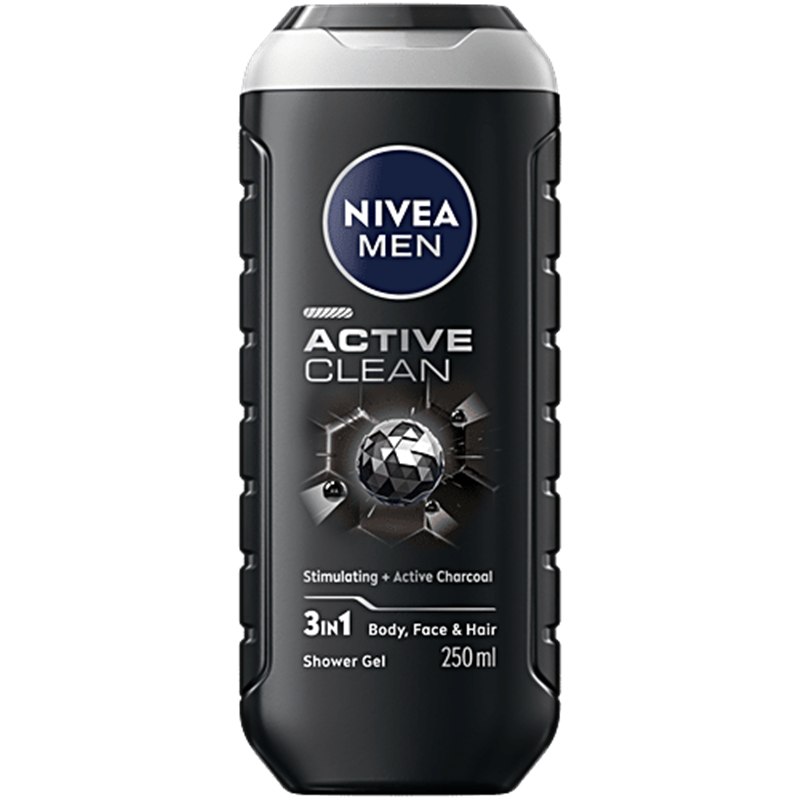 NIVEA
MEN
ACTIVE
CLEAN
Stimulating + Active Charcoal
3IN1 Body, Face & Hair
Shower Gel 250 ml